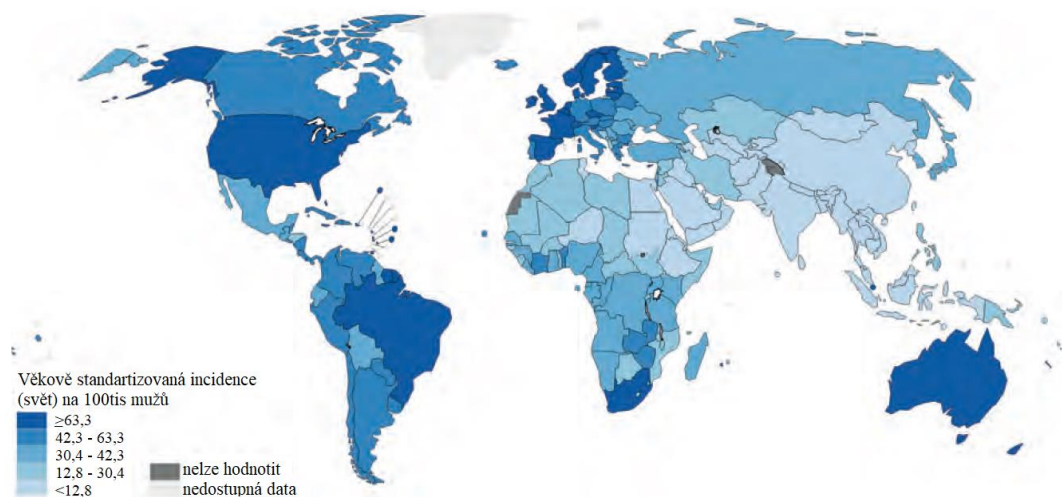 Věkově standartizovaná incidence
(svět) na 100tis mužů
≥63,3
42,3 - 63,3
30,4 - 42,3
12,8 - 30,4
<12,8
nelze hodnotit
nedostupná data